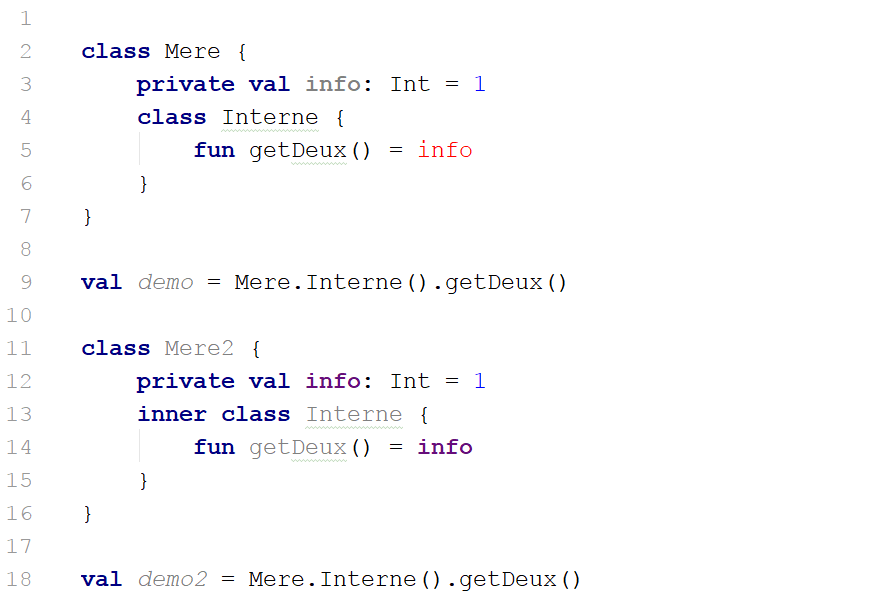 1
2 class Mere {
3 private val info: Int = 1
4 class Interne {
5 fun getDeux() = info
6 }
7 }
8
9 val demo = Mere.Interne().getDeux()
10
11 class Mere2 {
12 private val info: Int = 1
13 inner class Interne {
14 fun getDeux() = info
15 }
16 }
17
18 val demo2 = Mere.Interne().getDeux()